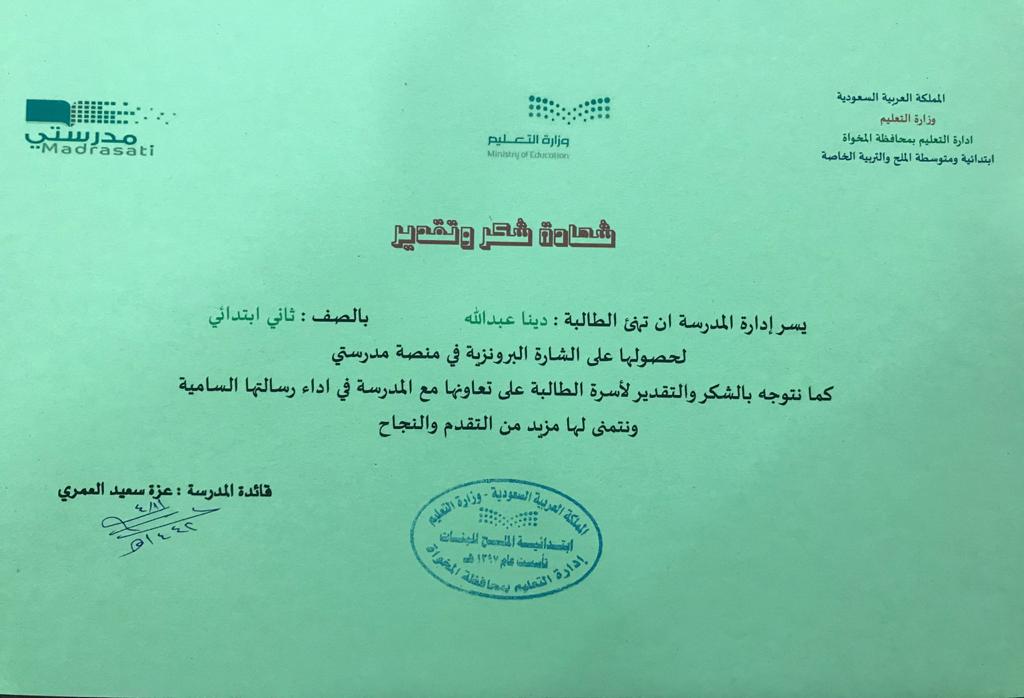 المملكة العربية السعودية
وزارة التعليم
ادارة التعليم بمحافظة المخواة
ابتدائية ومتوسطة الملح والتربية الخاصة
وزارة التعليم
Ministry of Education
مدرستي
Madrasati
شهادة شكر وتقدير
يسر إدارة المدرسة ان تهنئ الطالبة : دينا عبدالله بالصف : ثاني ابتدائي
لحصولها على الشارة البرونزية في منصة مدرستي
كما نتوجه بالشكر والتقدير لأسرة الطالبة على تعاونها مع المدرسة في اداء رسالتها السامية
ونتمنى لها مزيد من التقدم والنجاح
قائدة المدرسة : عزة سعيد العمري
١٤٤٢هـ
المملكة العربية السعودية - وزارة التعليم
ابتدائية الملح للبنات
تأسست عام ١٣٩٧ هـ
إدارة التعليم بمحافظة المخواة